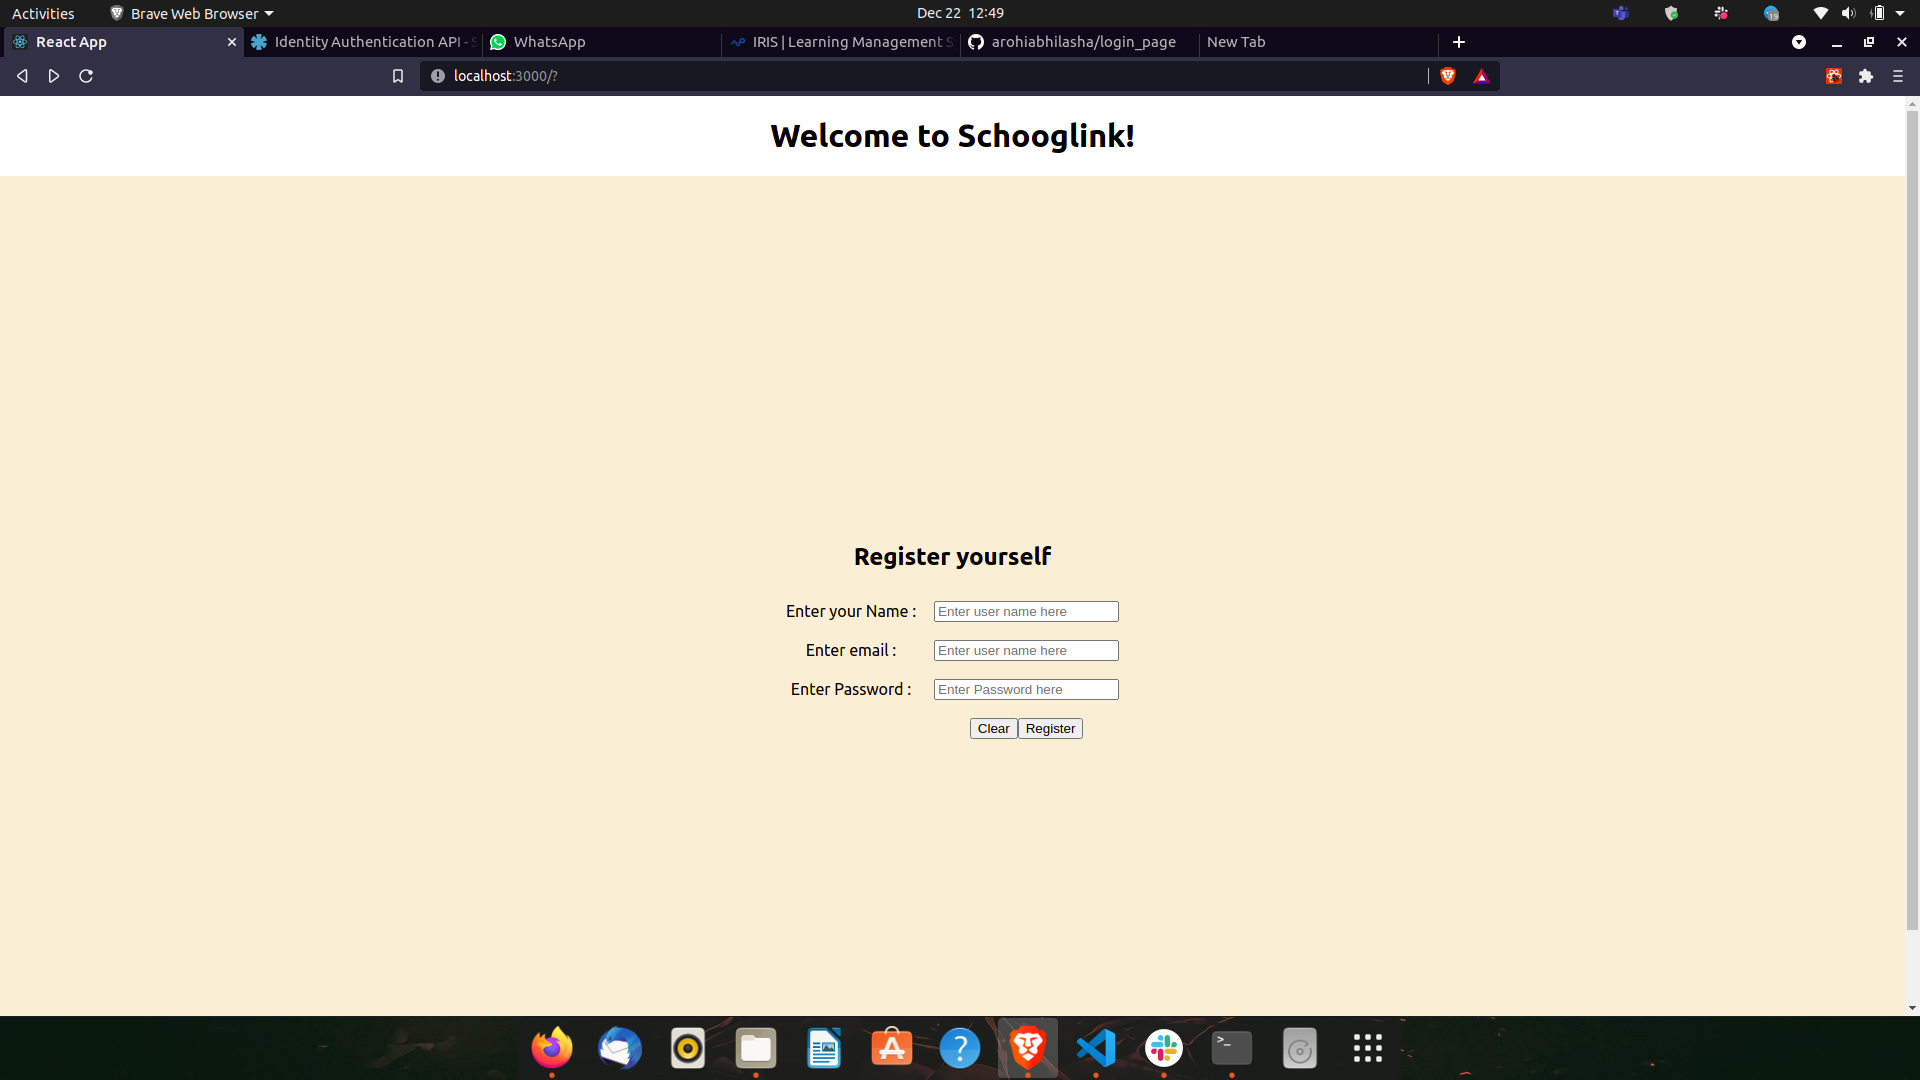 Activities
Brave Web Browser
Dec 22 12:49
19
React App
Identity Authentication API - S
WhatsApp
IRIS | Learning Management S
arohiabhilasha/login_page
New Tab
localhost:3000/?
Welcome to Schooglink!
Register yourself
Enter your Name : Enter user name here
Enter email : Enter user name here
Enter Password : Enter Password here
Clear Register